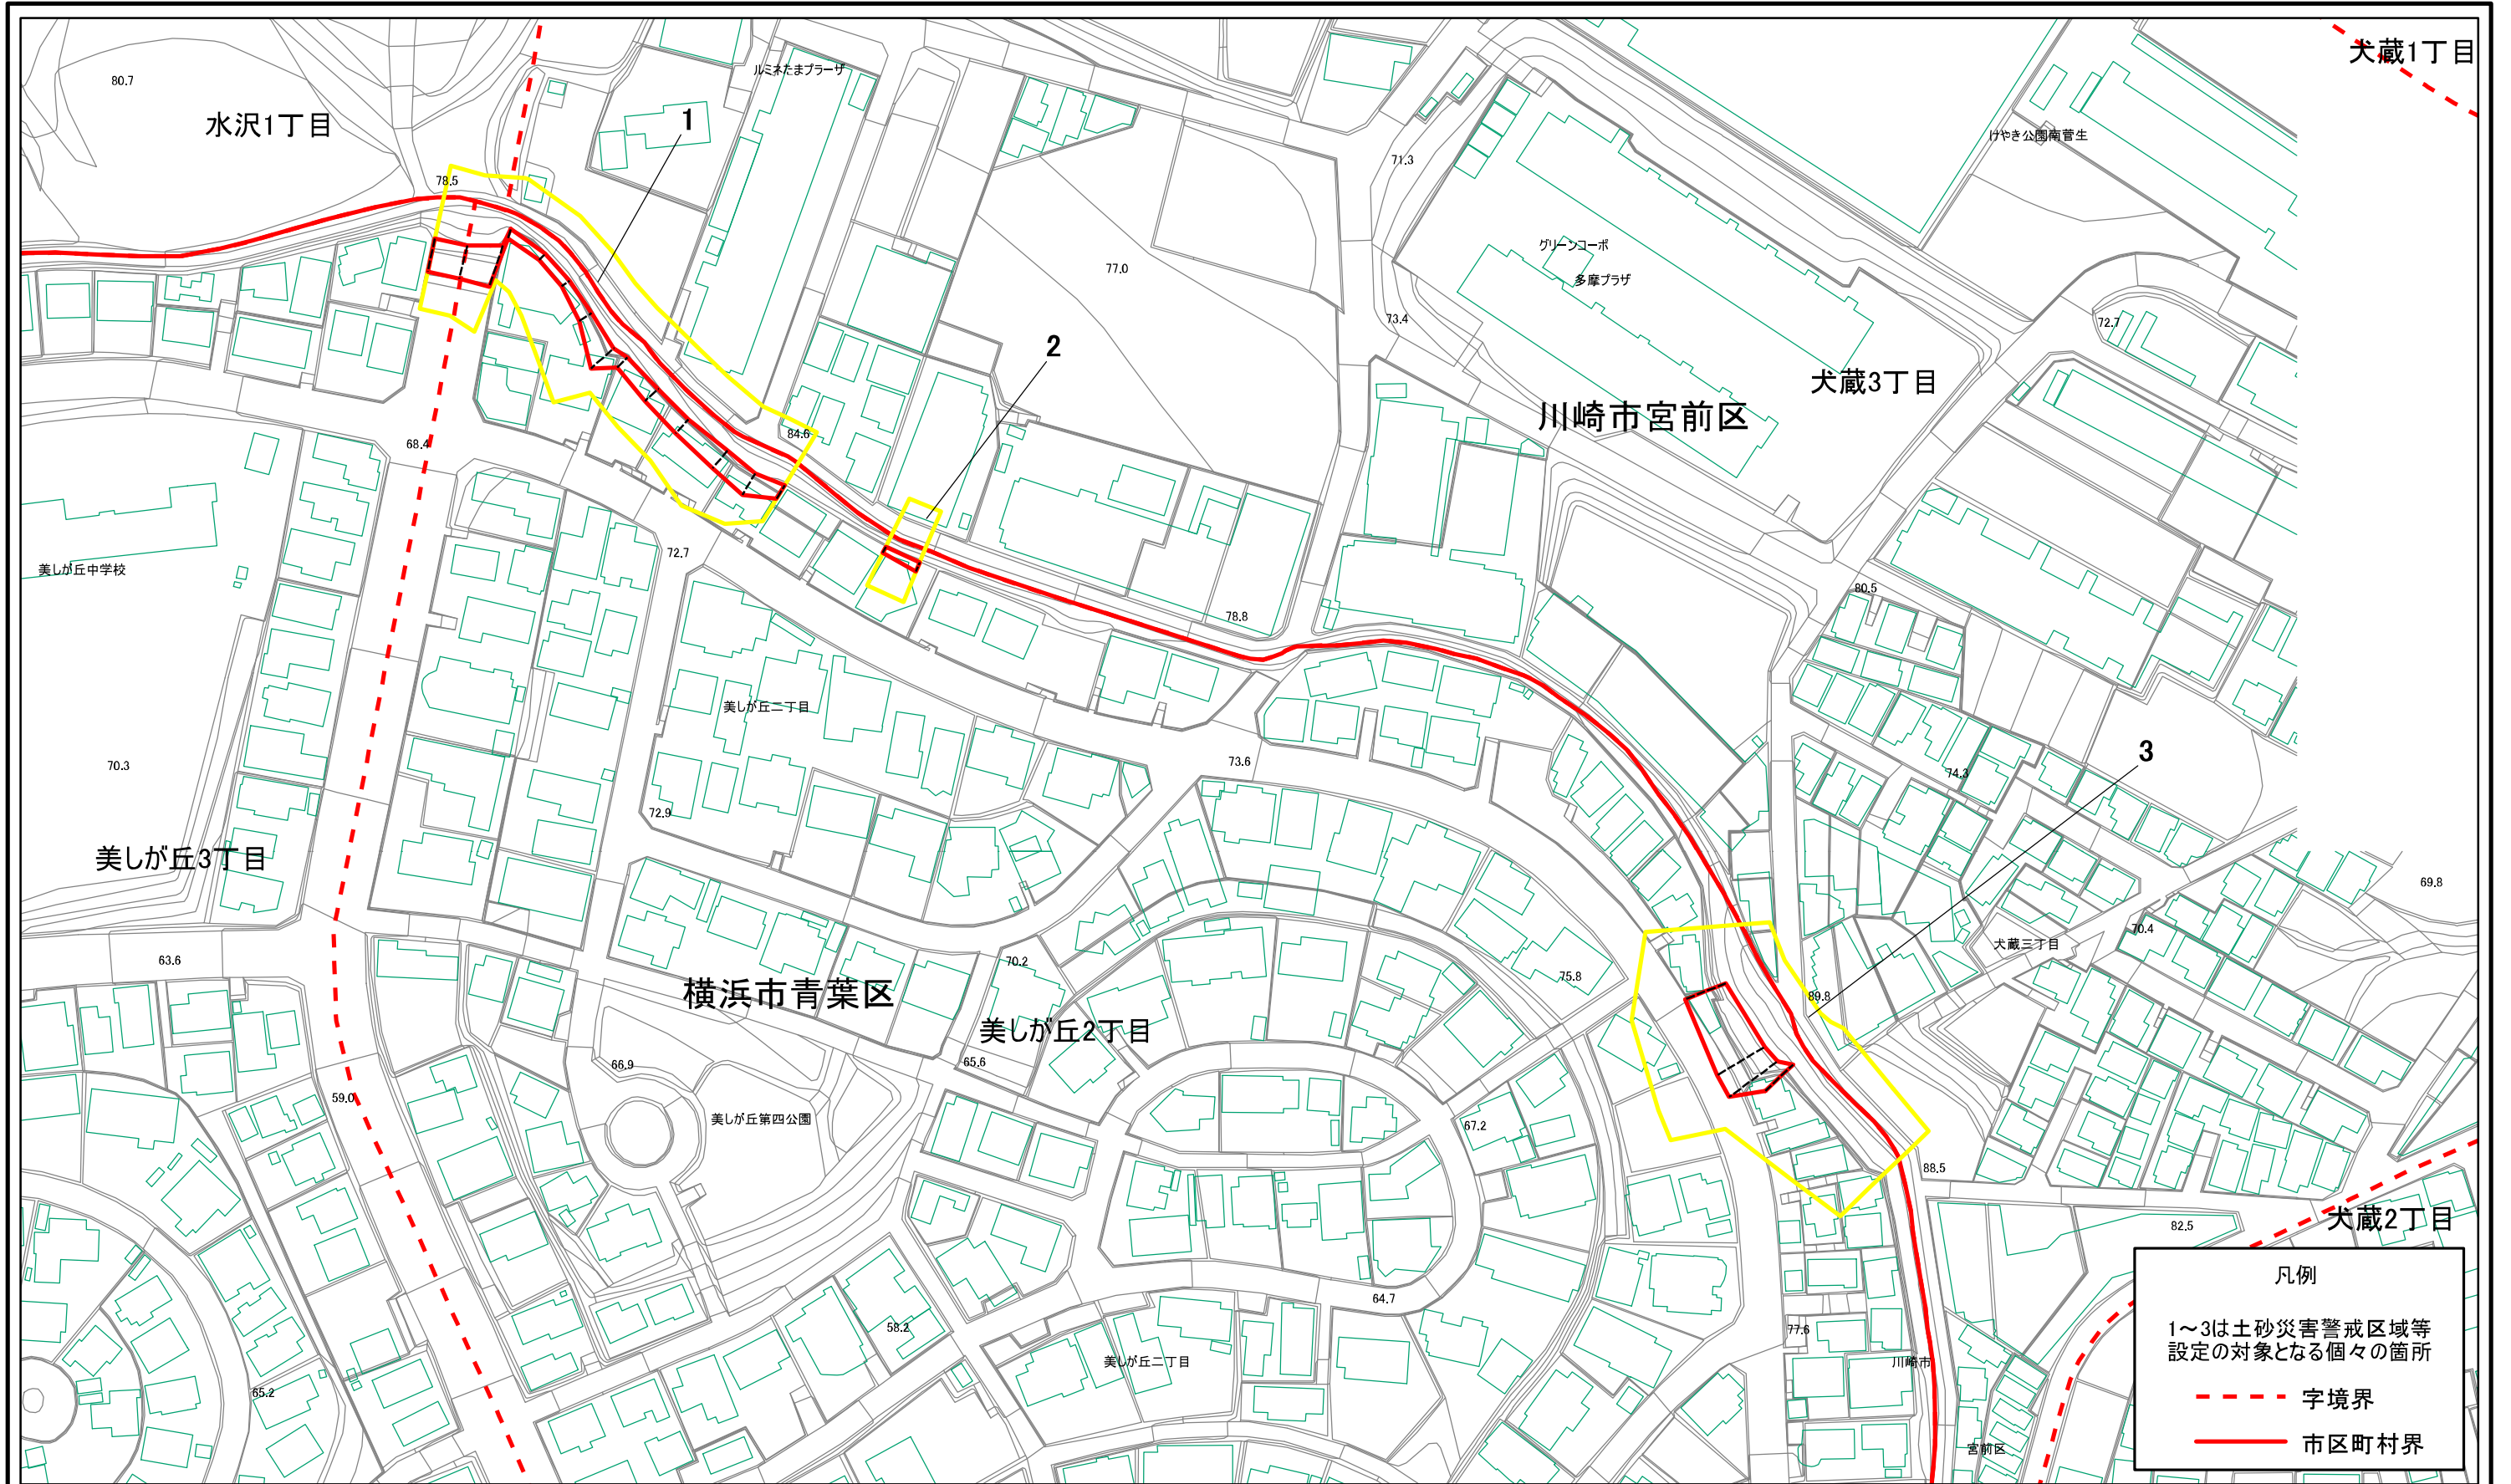 犬蔵1丁目
ルミネたまプラーザ
80.7
水沢1丁目
1
けやき公園南菅生
71.3
78.5
グリーンコーポ
多摩プラザ
77.0
73.4
72.7
2
犬蔵3丁目
川崎市宮前区
84.6
68.4
72.7
美しが丘中学校
80.5
78.8
美しが丘二丁目
3
70.3
73.6
74.3
72.9
美しが丘3丁目
69.8
70.4
犬蔵三丁目
63.6
70.2
75.8
横浜市青葉区
89.8
美しが丘2丁目
66.9
65.6
59.0
美しが丘第四公園
67.2
88.5
犬蔵2丁目
82.5
64.7
58.2
77.6
美しが丘二丁目
川崎市
65.2
宮前区
凡例
1～3は土砂災害警戒区域等
設定の対象となる個々の箇所
字境界
市区町村界